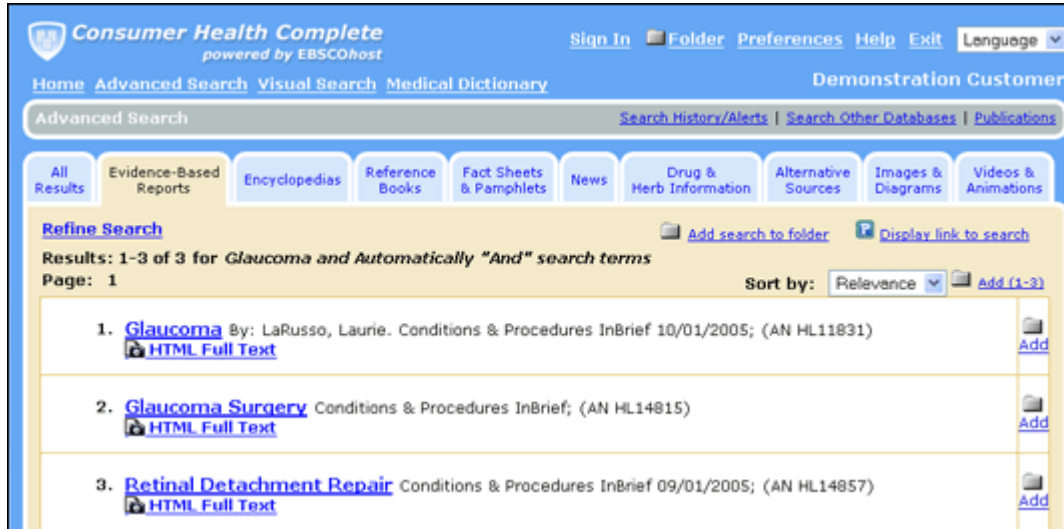 Consumer Health Complete
powered by EBSCOhost
Sign In Folder Preferences Help Exit Language
Home Advanced Search Visual Search Medical Dictionary
Demonstration Customer
Advanced Search
Search History/Alerts | Search Other Databases | Publications
All Results
Evidence-Based Reports
Encyclopedias
Reference Books
Fact Sheets & Pamphlets
News
Drug & Herb Information
Alternative Sources
Images & Diagrams
Videos & Animations
Refine Search
Add search to folder
Display link to search
Results: 1-3 of 3 for Glaucoma and Automatically "And" search terms
Page: 1
Sort by: Relevance Add (1-3)
1. Glaucoma By: LaRusso, Laurie. Conditions & Procedures InBrief 10/01/2005; (AN HL11831)
HTML Full Text
Add
2. Glaucoma Surgery Conditions & Procedures InBrief; (AN HL14815)
HTML Full Text
Add
3. Retinal Detachment Repair Conditions & Procedures InBrief 09/01/2005; (AN HL14857)
HTML Full Text
Add